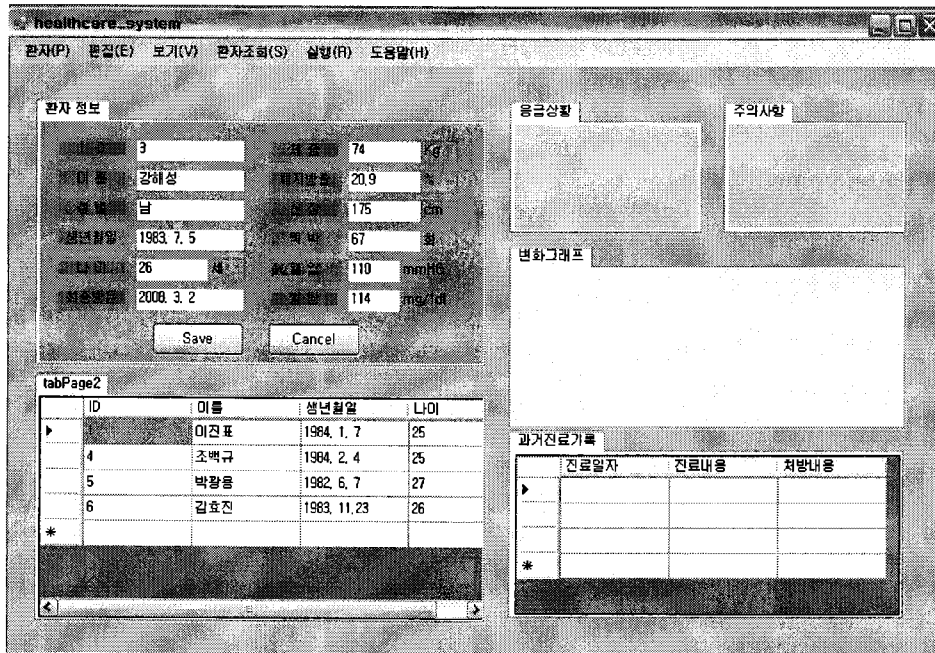 healthcare_system
환자(P) 편집(E) 보기(V) 환자조회(S) 실행(R) 도움말(H)
환자 정보
3
이 름 강해성
남
생년월일 1983. 7. 5
26 세
2008. 3. 2
74 Kg
20.9 %
175 cm
67 회
110 mmHG
114
Save Cancel
응급상황
주의사항
변화그래프
tabPage2
ID 이름 생년월일 나이
이진표 1984. 1. 7 25
4 조백규 1984. 2. 4 25
5 박황용 1982. 6. 7 27
6 김효진 1983. 11.23 26
과거진료기록
진료일자 진료내용 처방내용